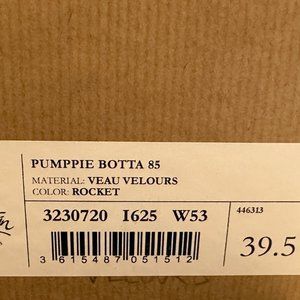 PUMPPIE BOTTA 85
MATERIAL: VEAU VELOURS
COLOR: ROCKET
3230720 I625 W53
446313
39.5
3 615487 051512